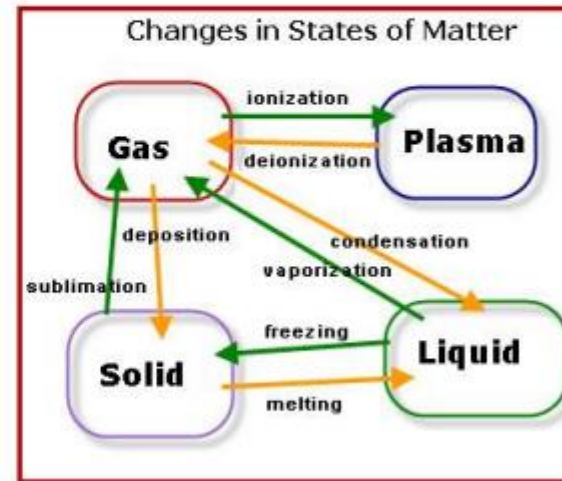 Changes in States of Matter
ionization
Gas
Plasma
deionization
deposition
condensation
vaporization
sublimation
freezing
Liquid
Solid
melting